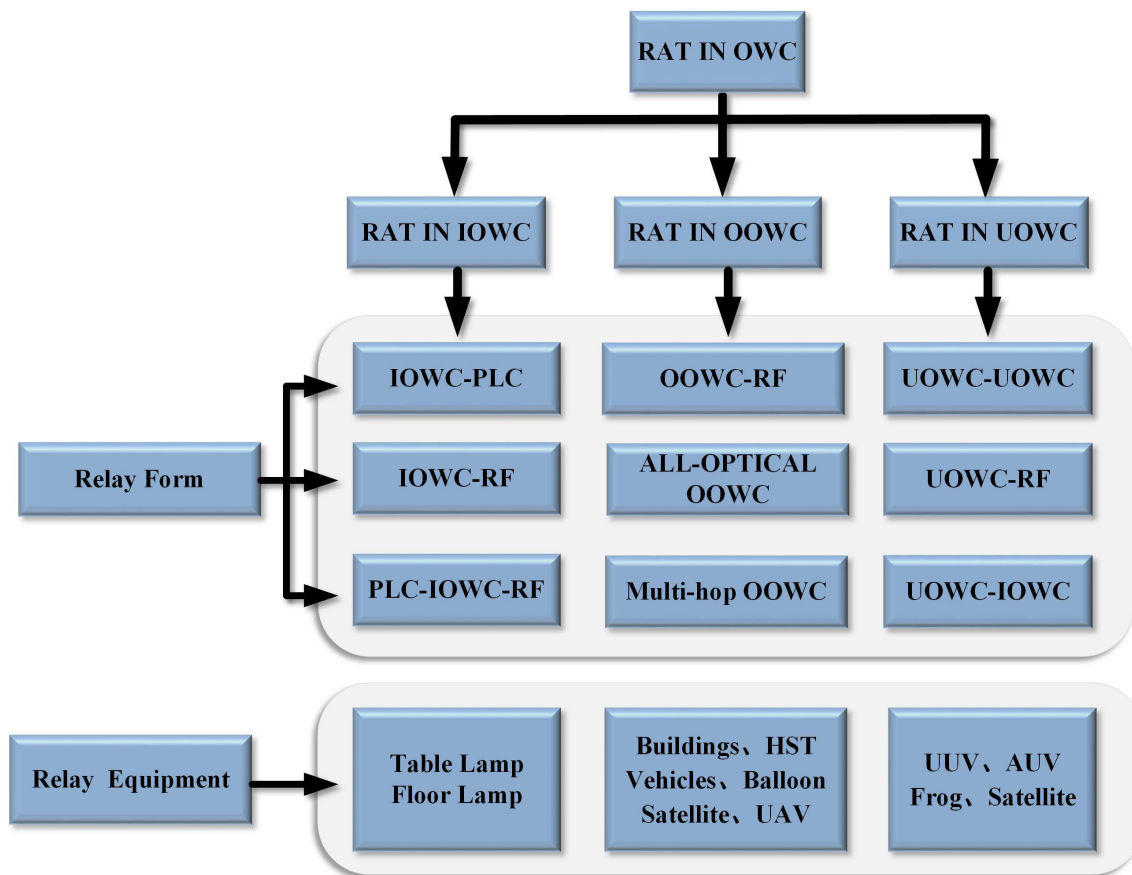 RAT IN OWC
RAT IN IOWC
RAT IN OOWC
RAT IN UOWC
Relay Form
IOWC-PLC
OOWC-RF
UOWC-UOWC
IOWC-RF
ALL-OPTICAL
OOWC
UOWC-RF
PLC-IOWC-RF
Multi-hop OOWC
UOWC-IOWC
Relay Equipment
Table Lamp
Floor Lamp
Buildings、HST
Vehicles、Balloon
Satellite、UAV
UUV、AUV
Frog、Satellite